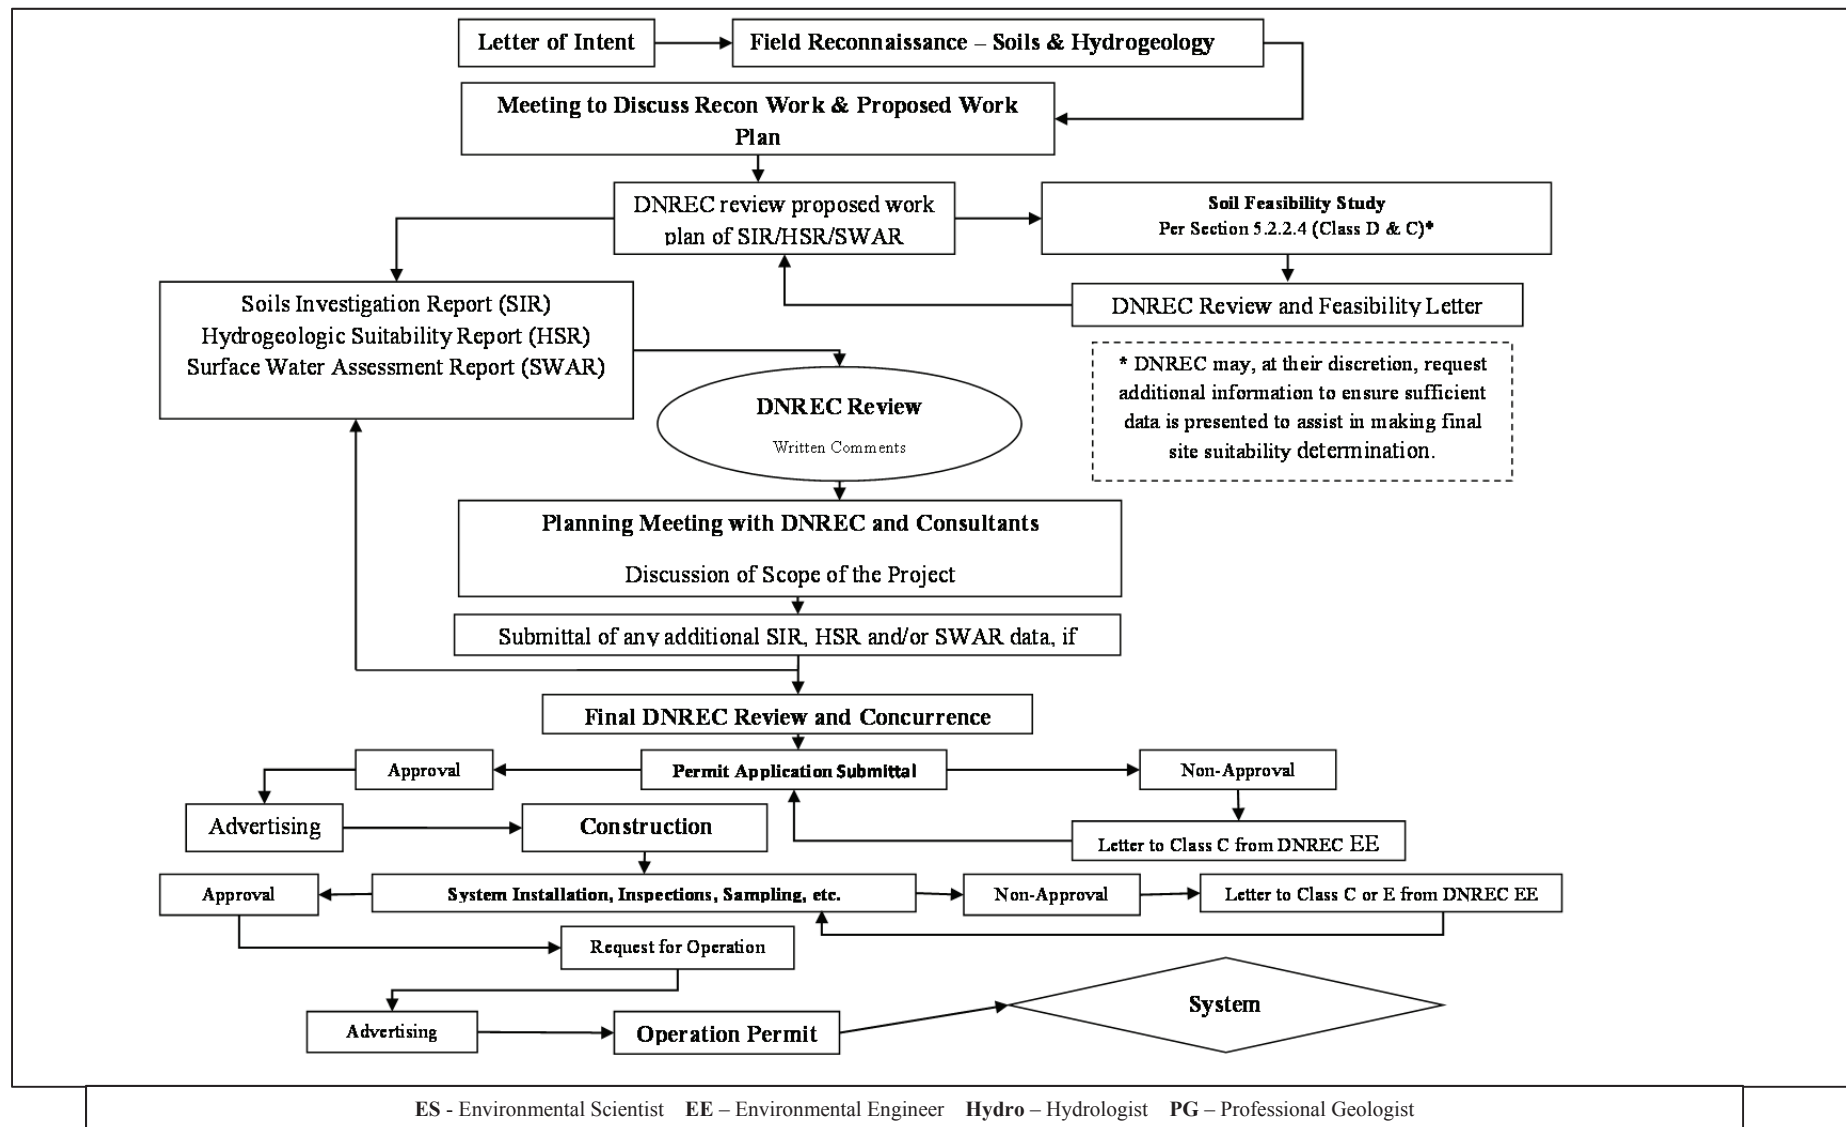 Letter of Intent
Field Reconnaissance – Soils & Hydrogeology
Meeting to Discuss Recon Work & Proposed Work
Plan
DNREC review proposed work
plan of SIR/HSR/SWAR
Soil Feasibility Study
Per Section 5.2.2.4 (Class D & C)*
DNREC Review and Feasibility Letter
Soils Investigation Report (SIR)
Hydrogeologic Suitability Report (HSR)
Surface Water Assessment Report (SWAR)
* DNREC may, at their discretion, request
additional information to ensure sufficient
data is presented to assist in making final
site suitability determination.
DNREC Review
Written Comments
Planning Meeting with DNREC and Consultants
Discussion of Scope of the Project
Submittal of any additional SIR, HSR and/or SWAR data, if
Final DNREC Review and Concurrence
Approval
Permit Application Submittal
Non-Approval
Advertising
Construction
Letter to Class C from DNREC EE
Approval
System Installation, Inspections, Sampling, etc.
Non-Approval
Letter to Class C or E from DNREC EE
Request for Operation
Advertising
Operation Permit
System
ES - Environmental Scientist EE – Environmental Engineer Hydro – Hydrologist PG – Professional Geologist